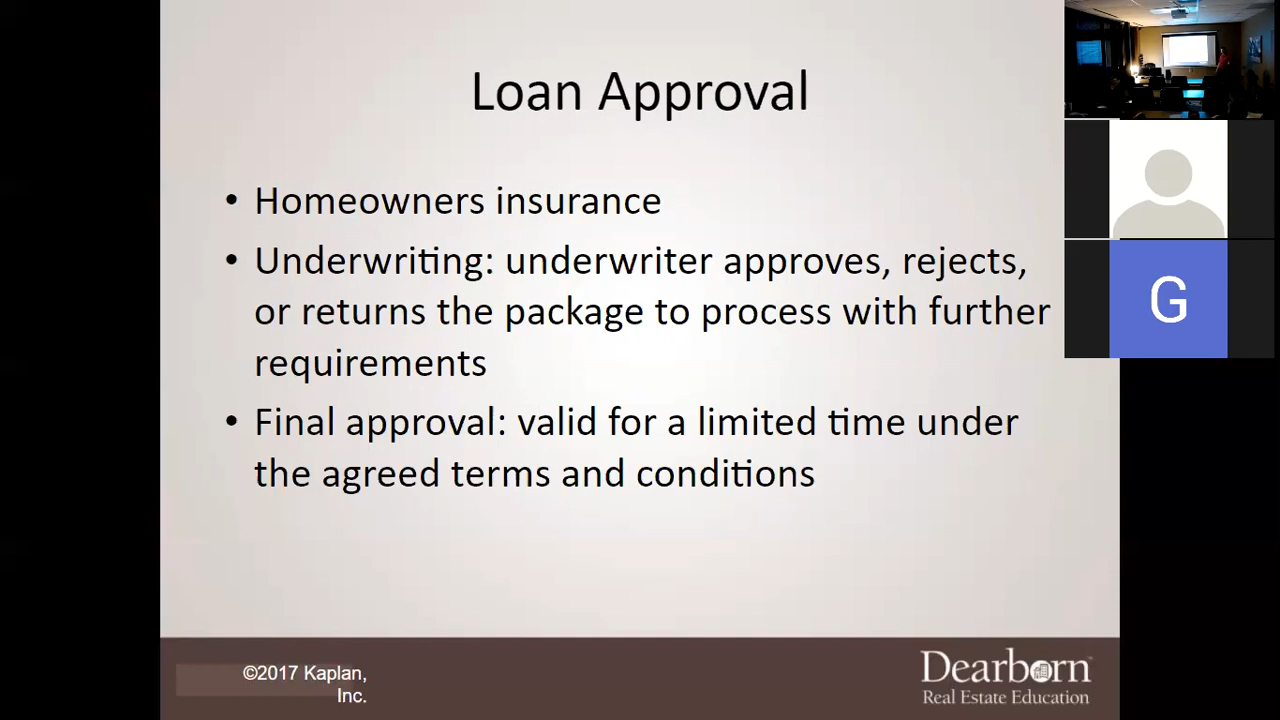 Loan Approval
• Homeowners insurance
• Underwriting: underwriter approves, rejects,
or returns the package to process with further
requirements
• Final approval: valid for a limited time under
the agreed terms and conditions
G
©2017 Kaplan,
Inc.
Dearborn
Real Estate Education